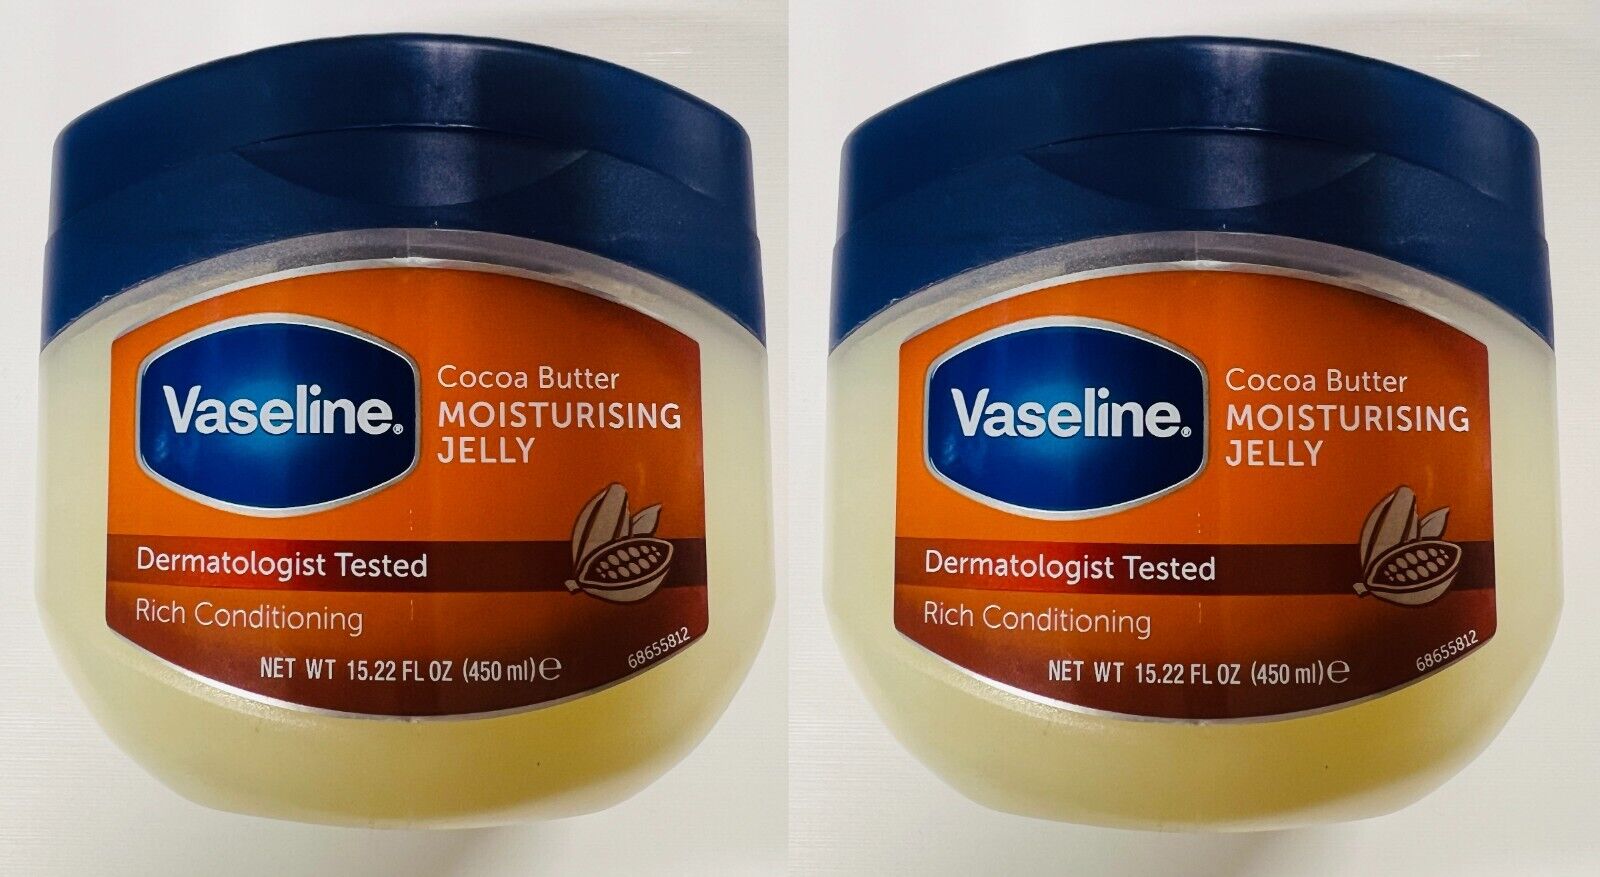 Vaseline.
Cocoa Butter
MOISTURISING
JELLY
Dermatologist Tested
Rich Conditioning
NET WT 15.22 FL OZ (450 ml) ℮
68655812
Vaseline.
Cocoa Butter
MOISTURISING
JELLY
Dermatologist Tested
Rich Conditioning
NET WT 15.22 FL OZ (450 ml) ℮
68655812